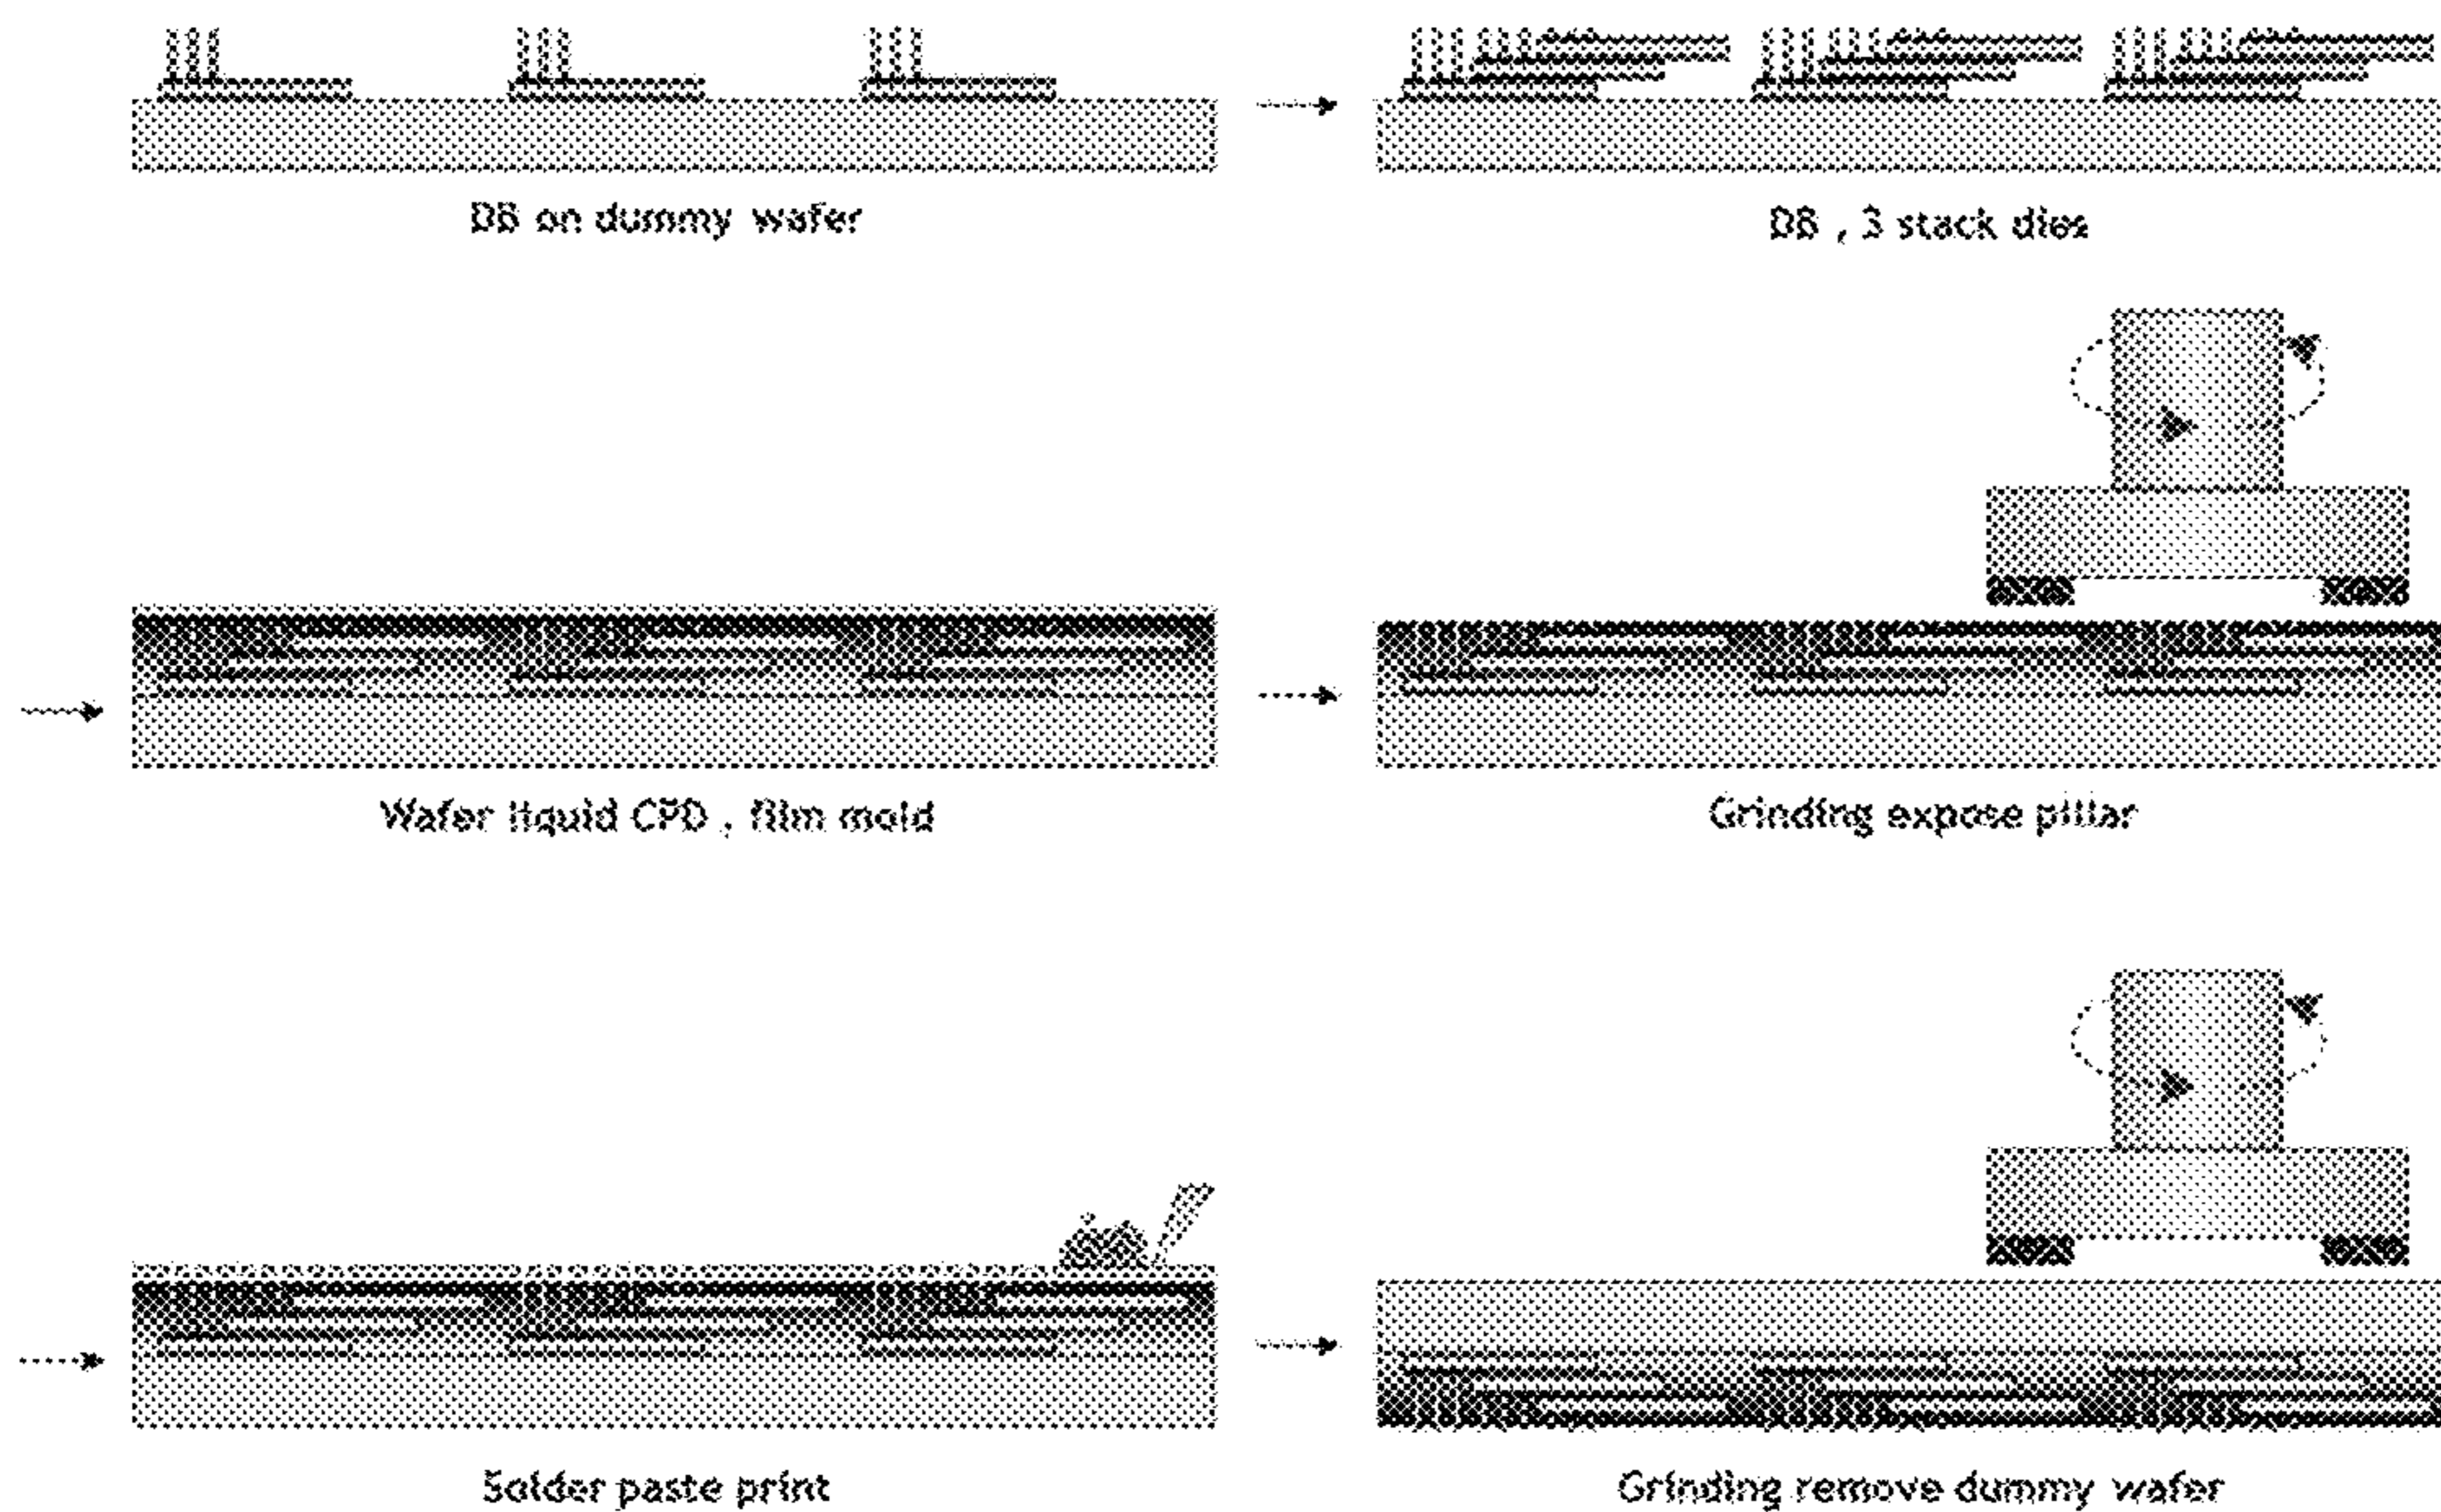 DB on dummy wafer
DB , 3 stack dies
Wafer liquid CPD , film mold
Grinding expose pillar
Solder paste print
Grinding remove dummy wafer